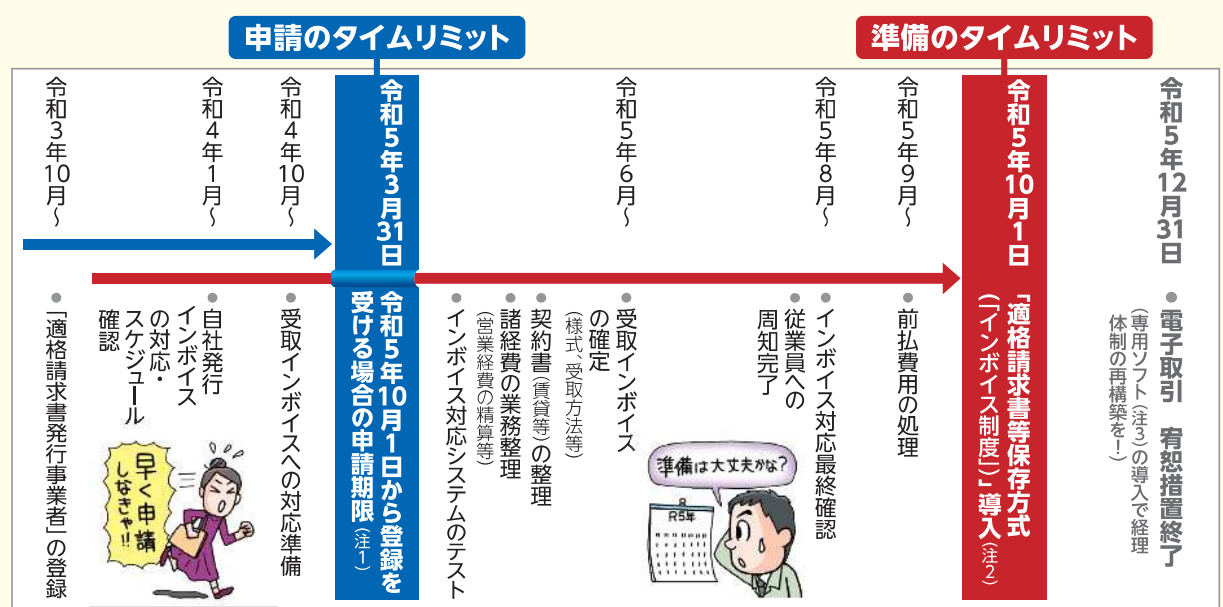 申請のタイムリミット
準備のタイムリミット
令和3年10月～
令和4年1月～
令和4年10月～
令和5年3月31日
令和5年6月～
令和5年8月～
令和5年9月～
令和5年10月1日
令和5年12月31日
●「適格請求書発行事業者」の登録
●自社発行
インボイス
の対応・
スケジュール
確認
早く申請
しなきゃ!!
●受取インボイスへの対応準備
令和5年10月1日から登録を
受ける場合の申請期限（注1）
●インボイス対応システムのテスト
●諸経費の業務整理
（営業経費の精算等）
●契約書（賃貸等）の整理
●受取インボイス
の確定
（様式、受取方法等）
準備は大丈夫かな?
8
R5年
●インボイス対応最終確認
●従業員への
周知完了
●前払費用の処理
「適格請求書等保存方式
（「インボイス制度」）」導入（注2）
●電子取引　宥恕措置終了
（専用ソフト（注3）の導入で経理
体制の再構築を！）